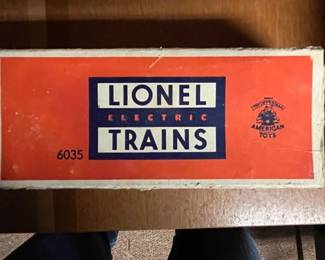 LIONEL
ELECTRIC
TRAINS
6035
AMERICAN
TOYS